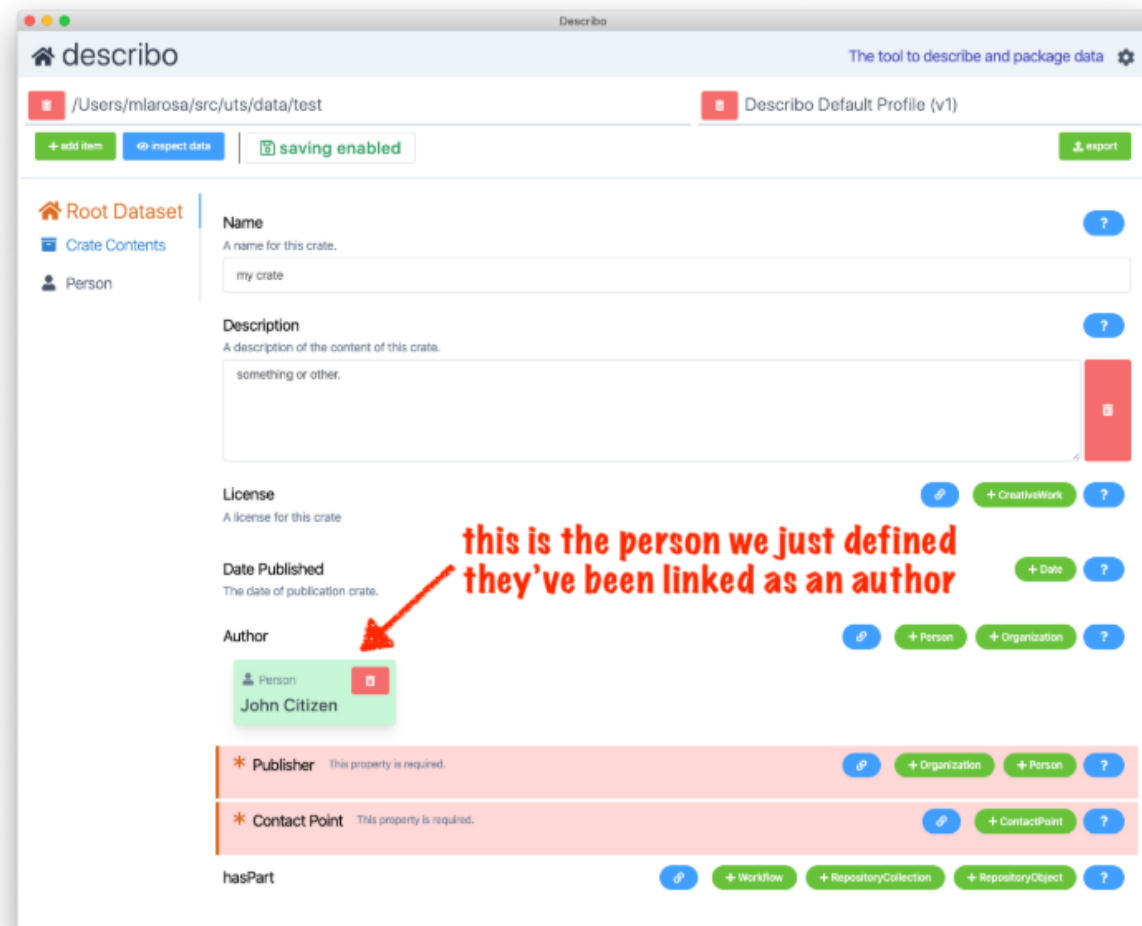 Describo
describo
The tool to describe and package data
/Users/mlarosa/src/uts/data/test
Describo Default Profile (v1)
+ add item
inspect data
saving enabled
export
Root Dataset
Crate Contents
Person
Name
?
A name for this crate.
my crate
Description
?
A description of the content of this crate.
something or other.
License
+ CreativeWork
?
A license for this crate
this is the person we just defined
they've been linked as an author
Date Published
+ Date
?
The date of publication crate.
Author
+ Person
+ Organization
?
Person
John Citizen
* Publisher This property is required.
+ Organization
+ Person
?
* Contact Point This property is required.
+ ContactPoint
?
hasPart
+ Workflow
+ RepositoryCollection
+ RepositoryObject
?